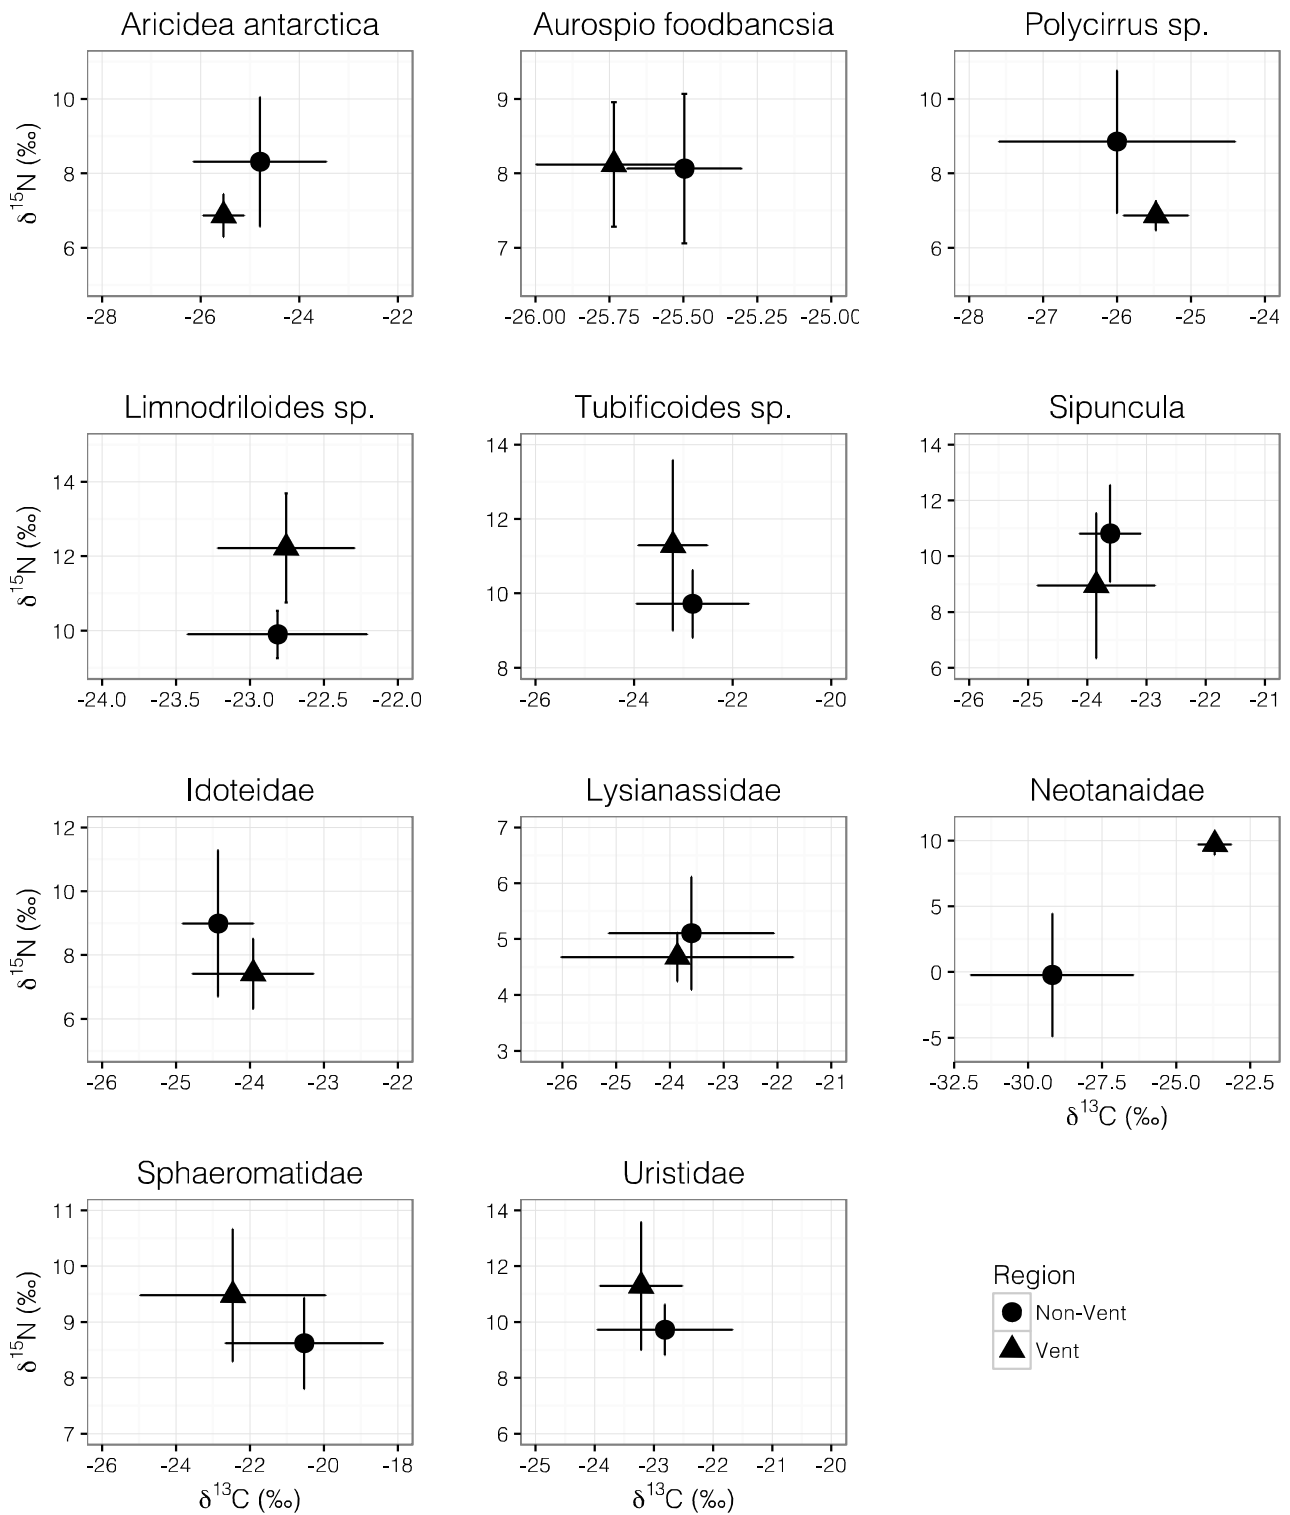 Aricidea antarctica
Aurospio foodbancsia
Polycirrus sp.
δ15N (‰)
10
8
6
-28 -26 -24 -22
9
8
7
-26.00 -25.75 -25.50 -25.25 -25.00
10
8
6
-28 -27 -26 -25 -24
Limnodriloides sp.
Tubificoides sp.
Sipuncula
δ15N (‰)
14
12
10
-24.0 -23.5 -23.0 -22.5 -22.0
14
12
10
8
-26 -24 -22 -20
14
12
10
8
6
-26 -25 -24 -23 -22 -21
Idoteidae
Lysianassidae
Neotanaidae
δ15N (‰)
12
10
8
6
-26 -25 -24 -23 -22
7
6
5
4
3
-26 -25 -24 -23 -22 -21
10
5
0
-5
-32.5 -30.0 -27.5 -25.0 -22.5
δ13C (‰)
Sphaeromatidae
Uristidae
δ15N (‰)
11
10
9
8
7
-26 -24 -22 -20 -18
δ13C (‰)
14
12
10
8
6
-25 -24 -23 -22 -21 -20
δ13C (‰)
Region
Non-Vent
Vent